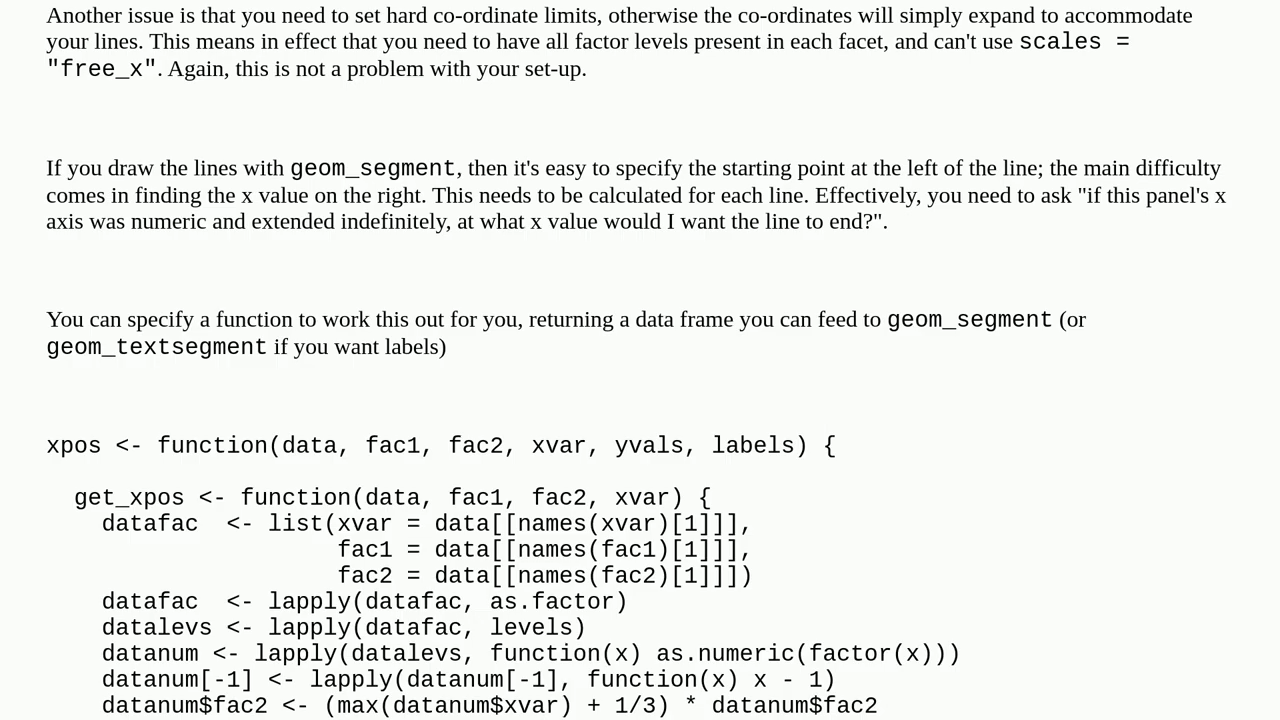 Another issue is that you need to set hard co-ordinate limits, otherwise the co-ordinates will simply expand to accommodate
your lines. This means in effect that you need to have all factor levels present in each facet, and can't use scales =
"free_x". Again, this is not a problem with your set-up.
If you draw the lines with geom_segment, then it's easy to specify the starting point at the left of the line; the main difficulty
comes in finding the x value on the right. This needs to be calculated for each line. Effectively, you need to ask "if this panel's x
axis was numeric and extended indefinitely, at what x value would I want the line to end?".
You can specify a function to work this out for you, returning a data frame you can feed to geom_segment (or
geom_textsegment if you want labels)
xpos <- function(data, fac1, fac2, xvar, yvals, labels) {
  get_xpos <- function(data, fac1, fac2, xvar) {
    datafac  <- list(xvar = data[[names(xvar)[1]]],
                     fac1 = data[[names(fac1)[1]]],
                     fac2 = data[[names(fac2)[1]]])
    datafac  <- lapply(datafac, as.factor)
    datalevs <- lapply(datafac, levels)
    datanum <- lapply(datalevs, function(x) as.numeric(factor(x)))
    datanum[-1] <- lapply(datanum[-1], function(x) x - 1)
    datanum$fac2 <- (max(datanum$xvar) + 1/3) * datanum$fac2